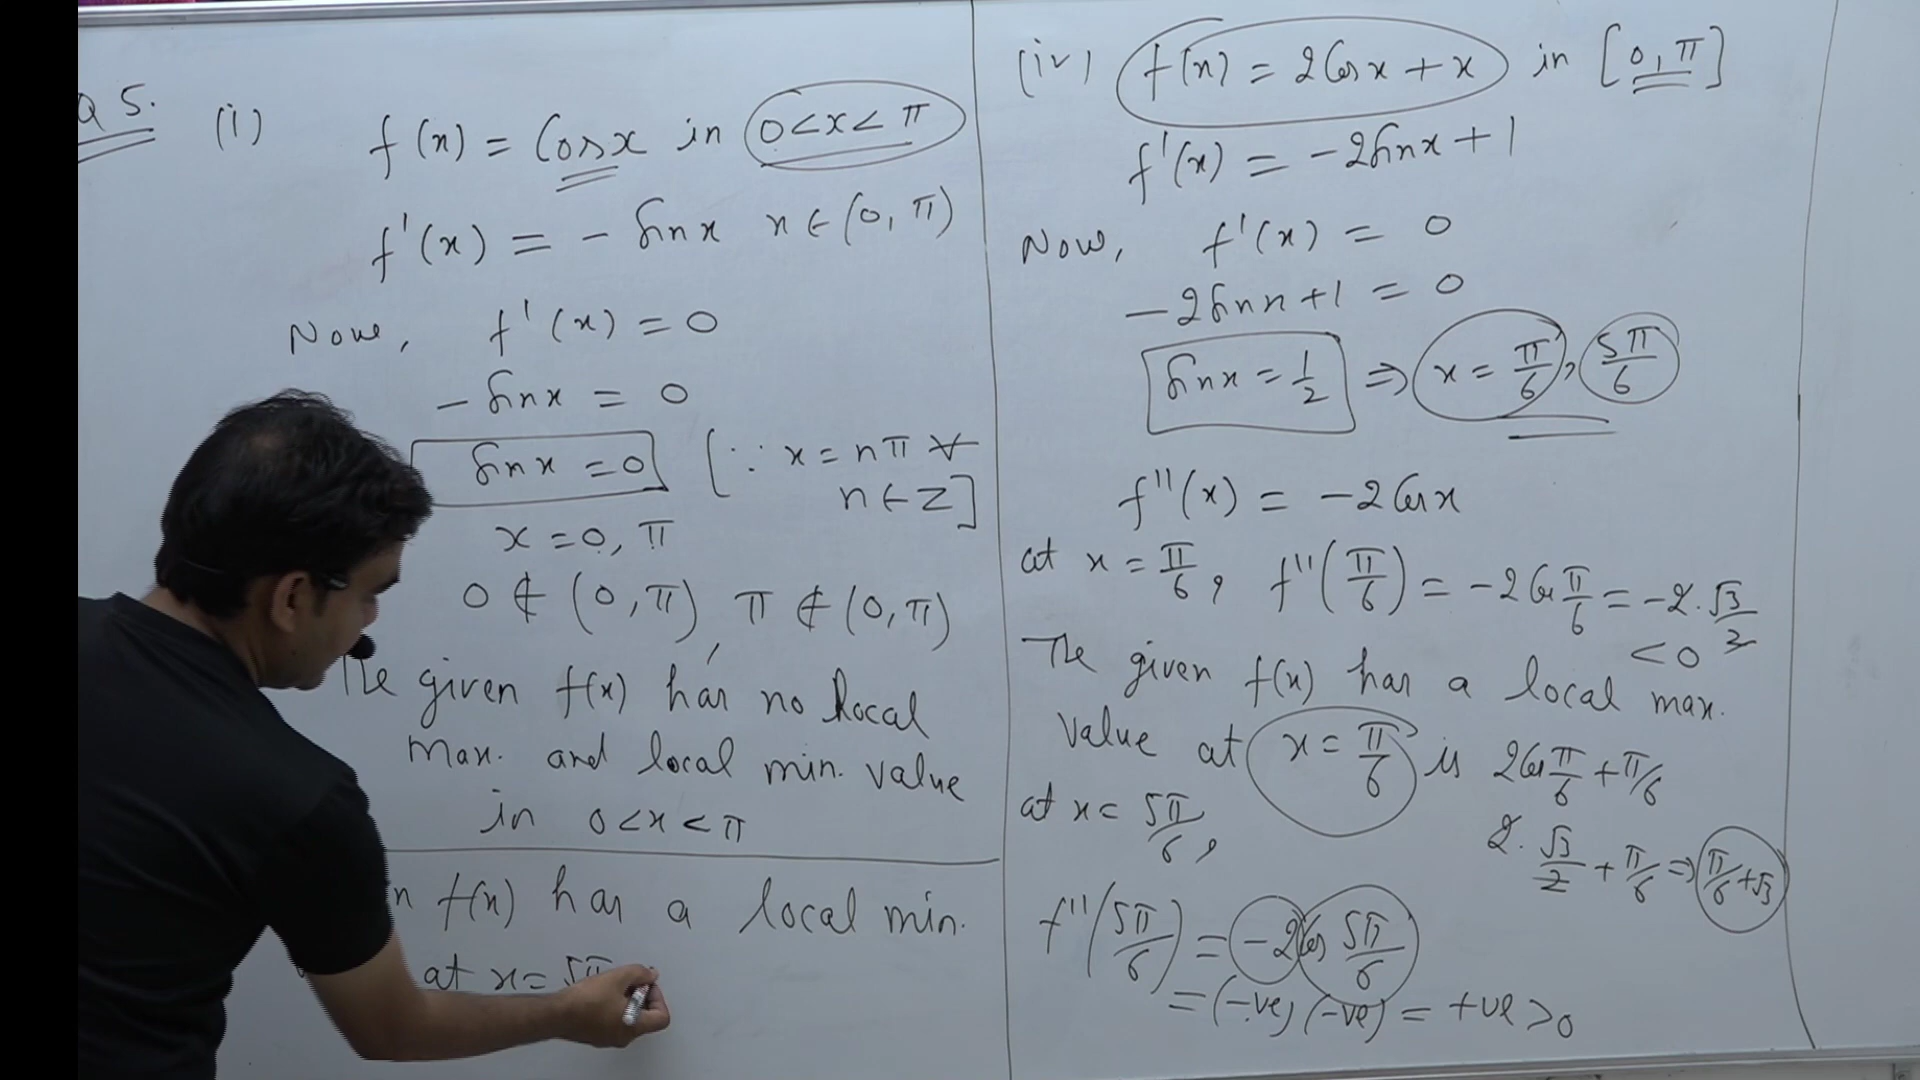 Q 5. (i) f(x) = Cosx in 0<x<π
f'(x) = - sinx x∈(0, π)
Now, f'(x) = 0
- sinx = 0
sinx = 0 [∵ x = nπ ∀
n∈Z]
x = 0, π
0 ∉ (0, π), π ∉ (0, π)
The given f(x) has no local
max. and local min. value
in 0<x<π
f(x) has a local min.
at x = 5π
(iv) f(x) = 2Cosx + x in [0, π]
f'(x) = -2sinx + 1
Now, f'(x) = 0
-2sinx + 1 = 0
sinx = 1/2 ⇒ x = π/6, 5π/6
f''(x) = -2Cosx
at x = π/6, f''(π/6) = -2Cos π/6 = -2.√3/2
<0
The given f(x) has a local max.
value at x = π/6 is 2Cos π/6 + π/6
at x = 5π/6, 2.√3/2 + π/6 ⇒ π/6 + √3
f''(5π/6) = -2Cos 5π/6
= (-ve) (-ve) = +ve >0